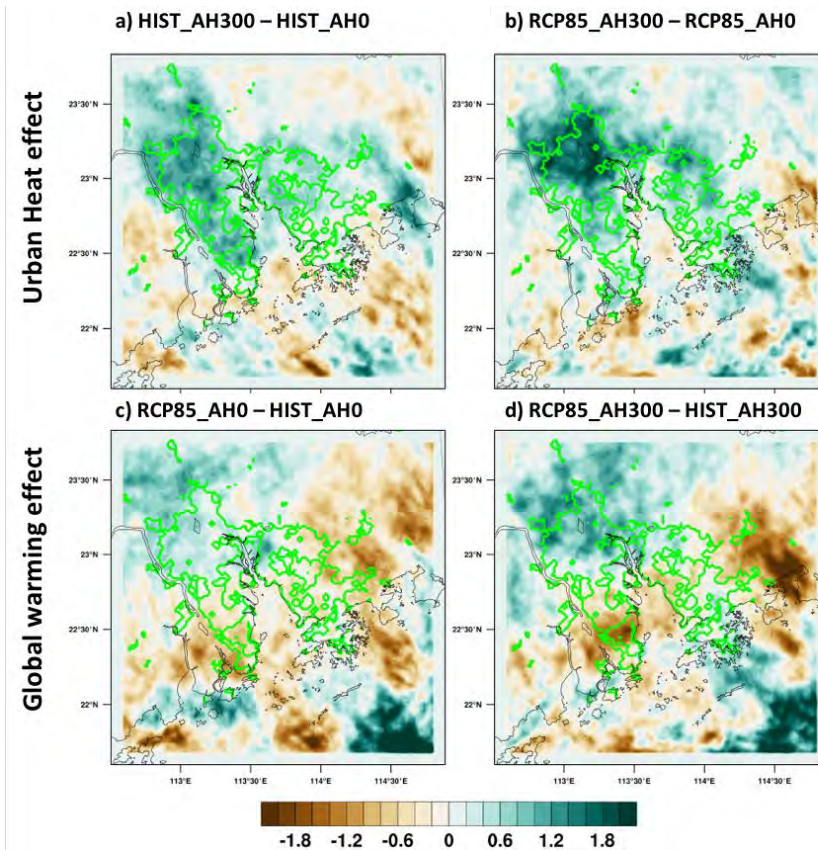 a) HIST_AH300 – HIST_AH0
b) RCP85_AH300 – RCP85_AH0
Urban Heat effect
23°30'N
23°N
22°30'N
22°N
23°30'N
23°N
22°30'N
22°N
c) RCP85_AH0 – HIST_AH0
d) RCP85_AH300 – HIST_AH300
Global warming effect
23°30'N
23°N
22°30'N
22°N
23°30'N
23°N
22°30'N
22°N
113°E 113°30'E 114°E 114°30'E
113°E 113°30'E 114°E 114°30'E
-1.8 -1.2 -0.6 0 0.6 1.2 1.8